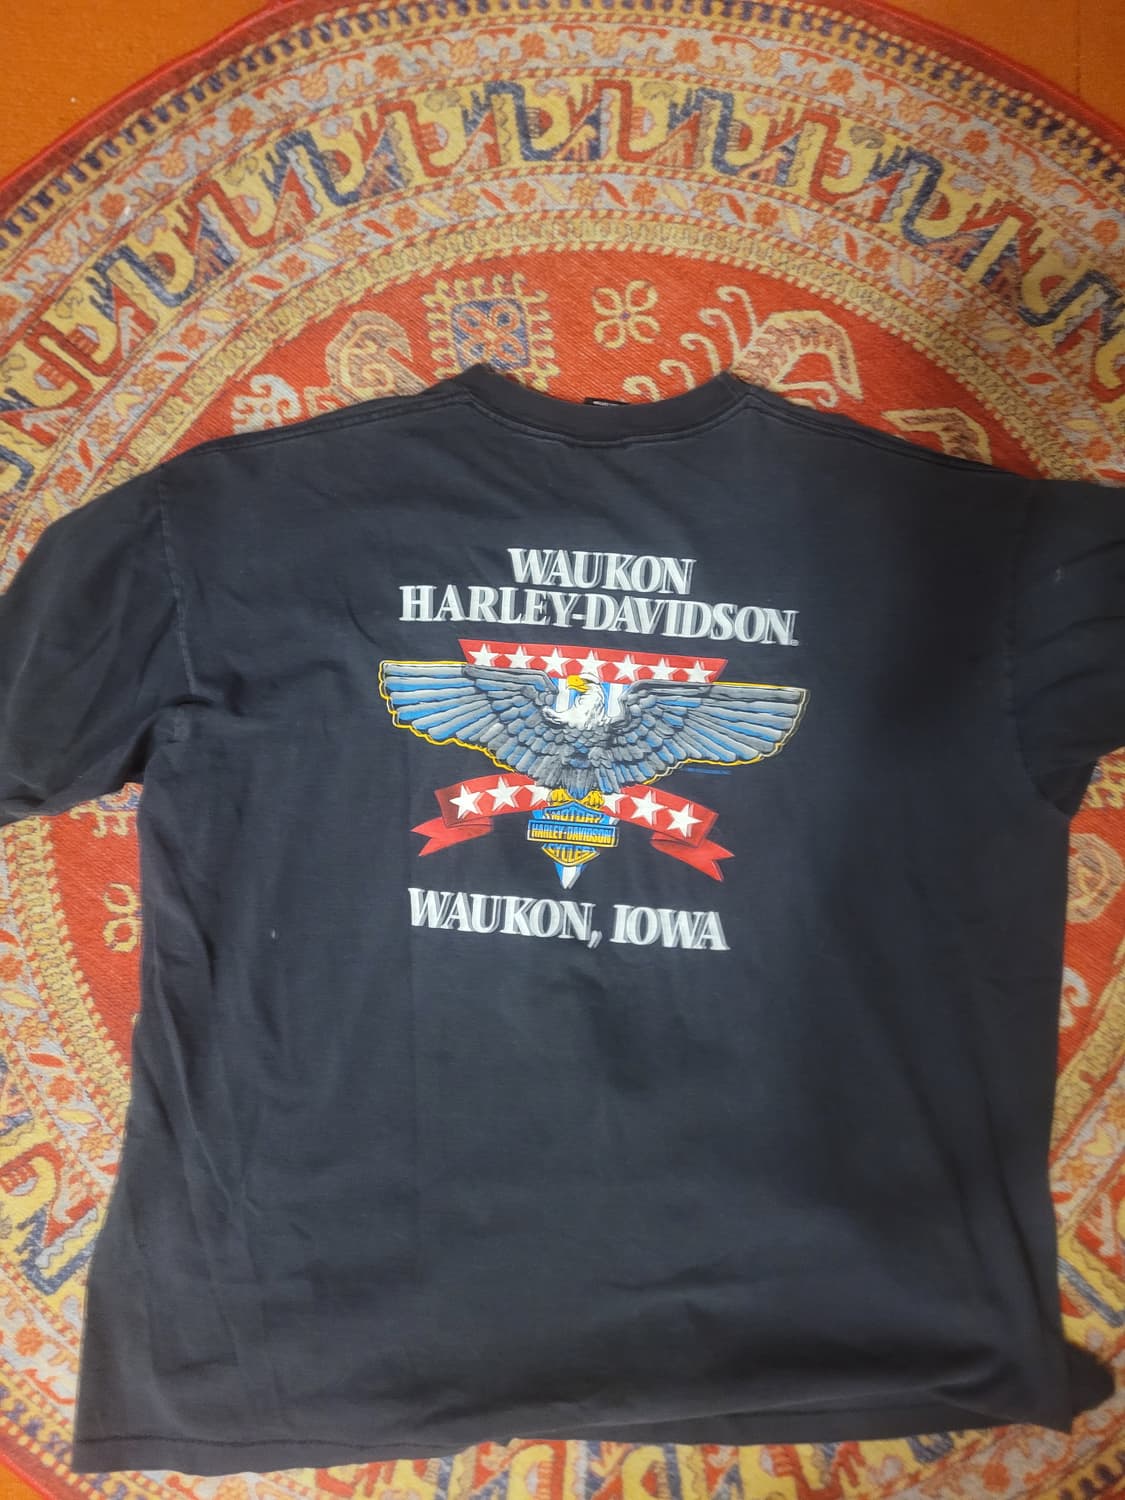 WAUKON
HARLEY-DAVIDSON
MOTOR
HARLEY-DAVIDSON
CYCLES
WAUKON, IOWA